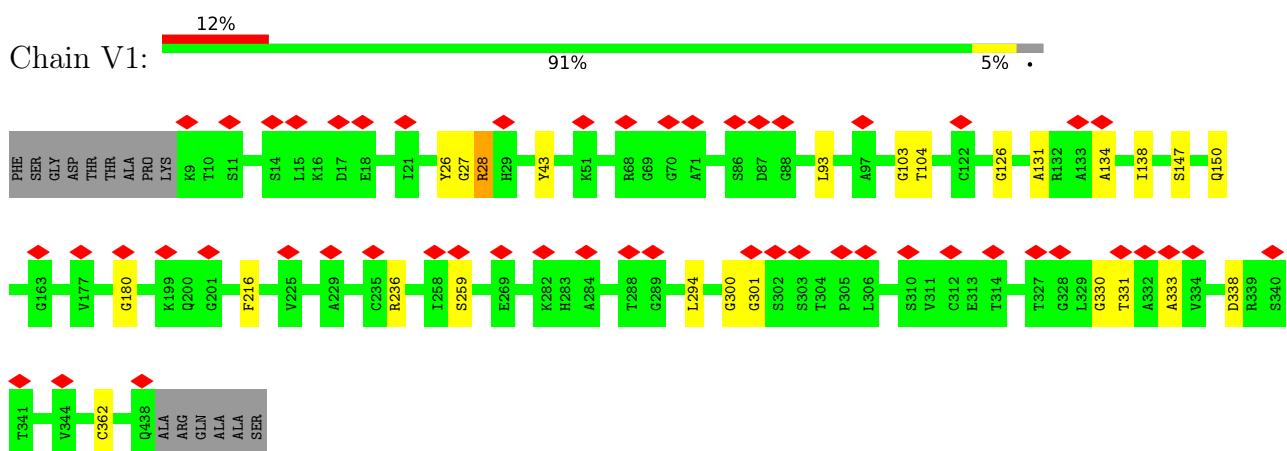 12%
Chain V1:
91% 5% •
PHE SER GLY ASP THR THR ALA PRO LYS K9 T10 S11 S14 L15 K16 D17 E18 I21 Y26 G27 R28 H29 Y43 K51 R68 G69 G70 A71 S86 D87 G88 L93 A97 G103 T104 C122 G126 A131 R132 A133 A134 I138 S147 Q150
G163 V177 G180 K199 Q200 G201 F216 V225 A229 C235 R236 I258 S259 E269 K282 H283 A284 T288 G289 L294 G300 G301 S302 S303 T304 P305 L306 S310 V311 C312 E313 T314 T327 G328 L329 G330 T331 A332 A333 V334 D338 R339 S340
T341 V344 C362 Q438 ALA ARG GLN ALA ALA SER